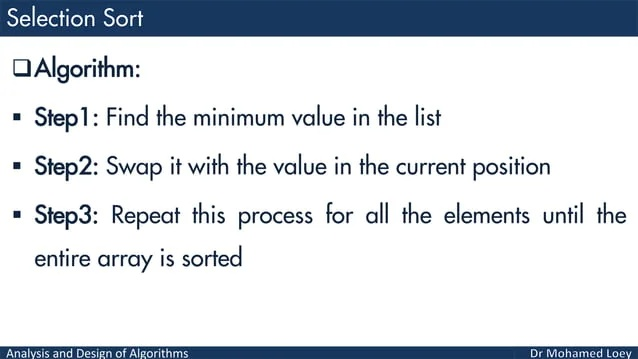 Selection Sort
❑Algorithm:
▪ Step1: Find the minimum value in the list
▪ Step2: Swap it with the value in the current position
▪ Step3: Repeat this process for all the elements until the
entire array is sorted
Analysis and Design of Algorithms
Dr Mohamed Loey